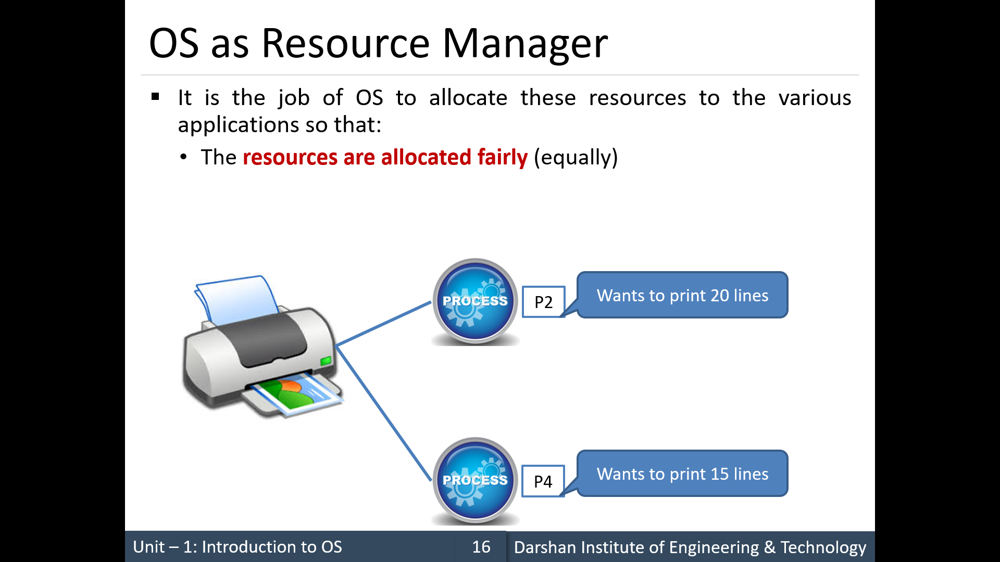 OS as Resource Manager
▪ It is the job of OS to allocate these resources to the various
applications so that:
• The resources are allocated fairly (equally)
PROCESS
P2
Wants to print 20 lines
PROCESS
P4
Wants to print 15 lines
Unit – 1: Introduction to OS
16
Darshan Institute of Engineering & Technology